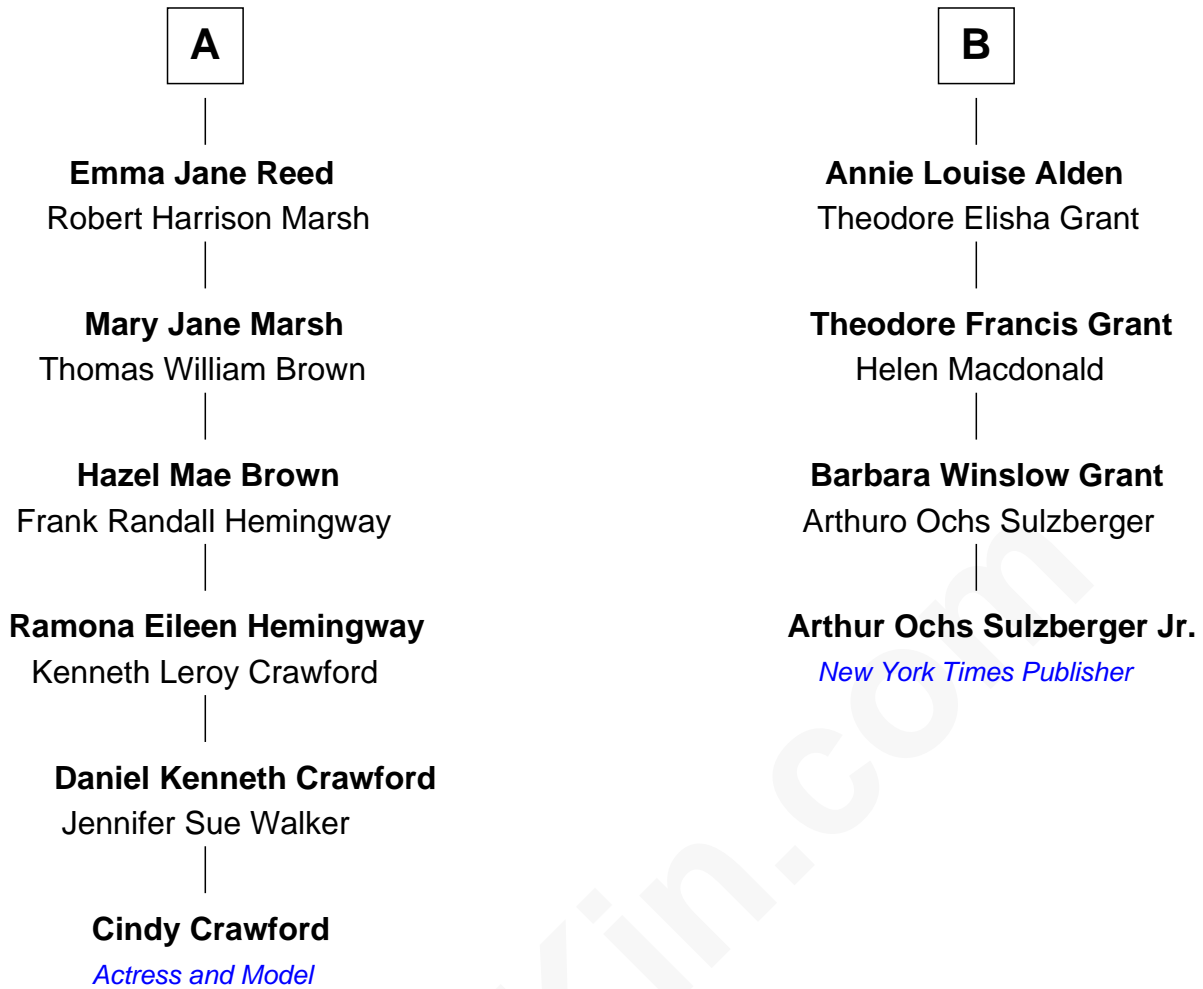 A
Emma Jane Reed
Robert Harrison Marsh
Mary Jane Marsh
Thomas William Brown
Hazel Mae Brown
Frank Randall Hemingway
Ramona Eileen Hemingway
Kenneth Leroy Crawford
Daniel Kenneth Crawford
Jennifer Sue Walker
Cindy Crawford
Actress and Model
B
Annie Louise Alden
Theodore Elisha Grant
Theodore Francis Grant
Helen Macdonald
Barbara Winslow Grant
Arthuro Ochs Sulzberger
Arthur Ochs Sulzberger Jr.
New York Times Publisher
Kin.com